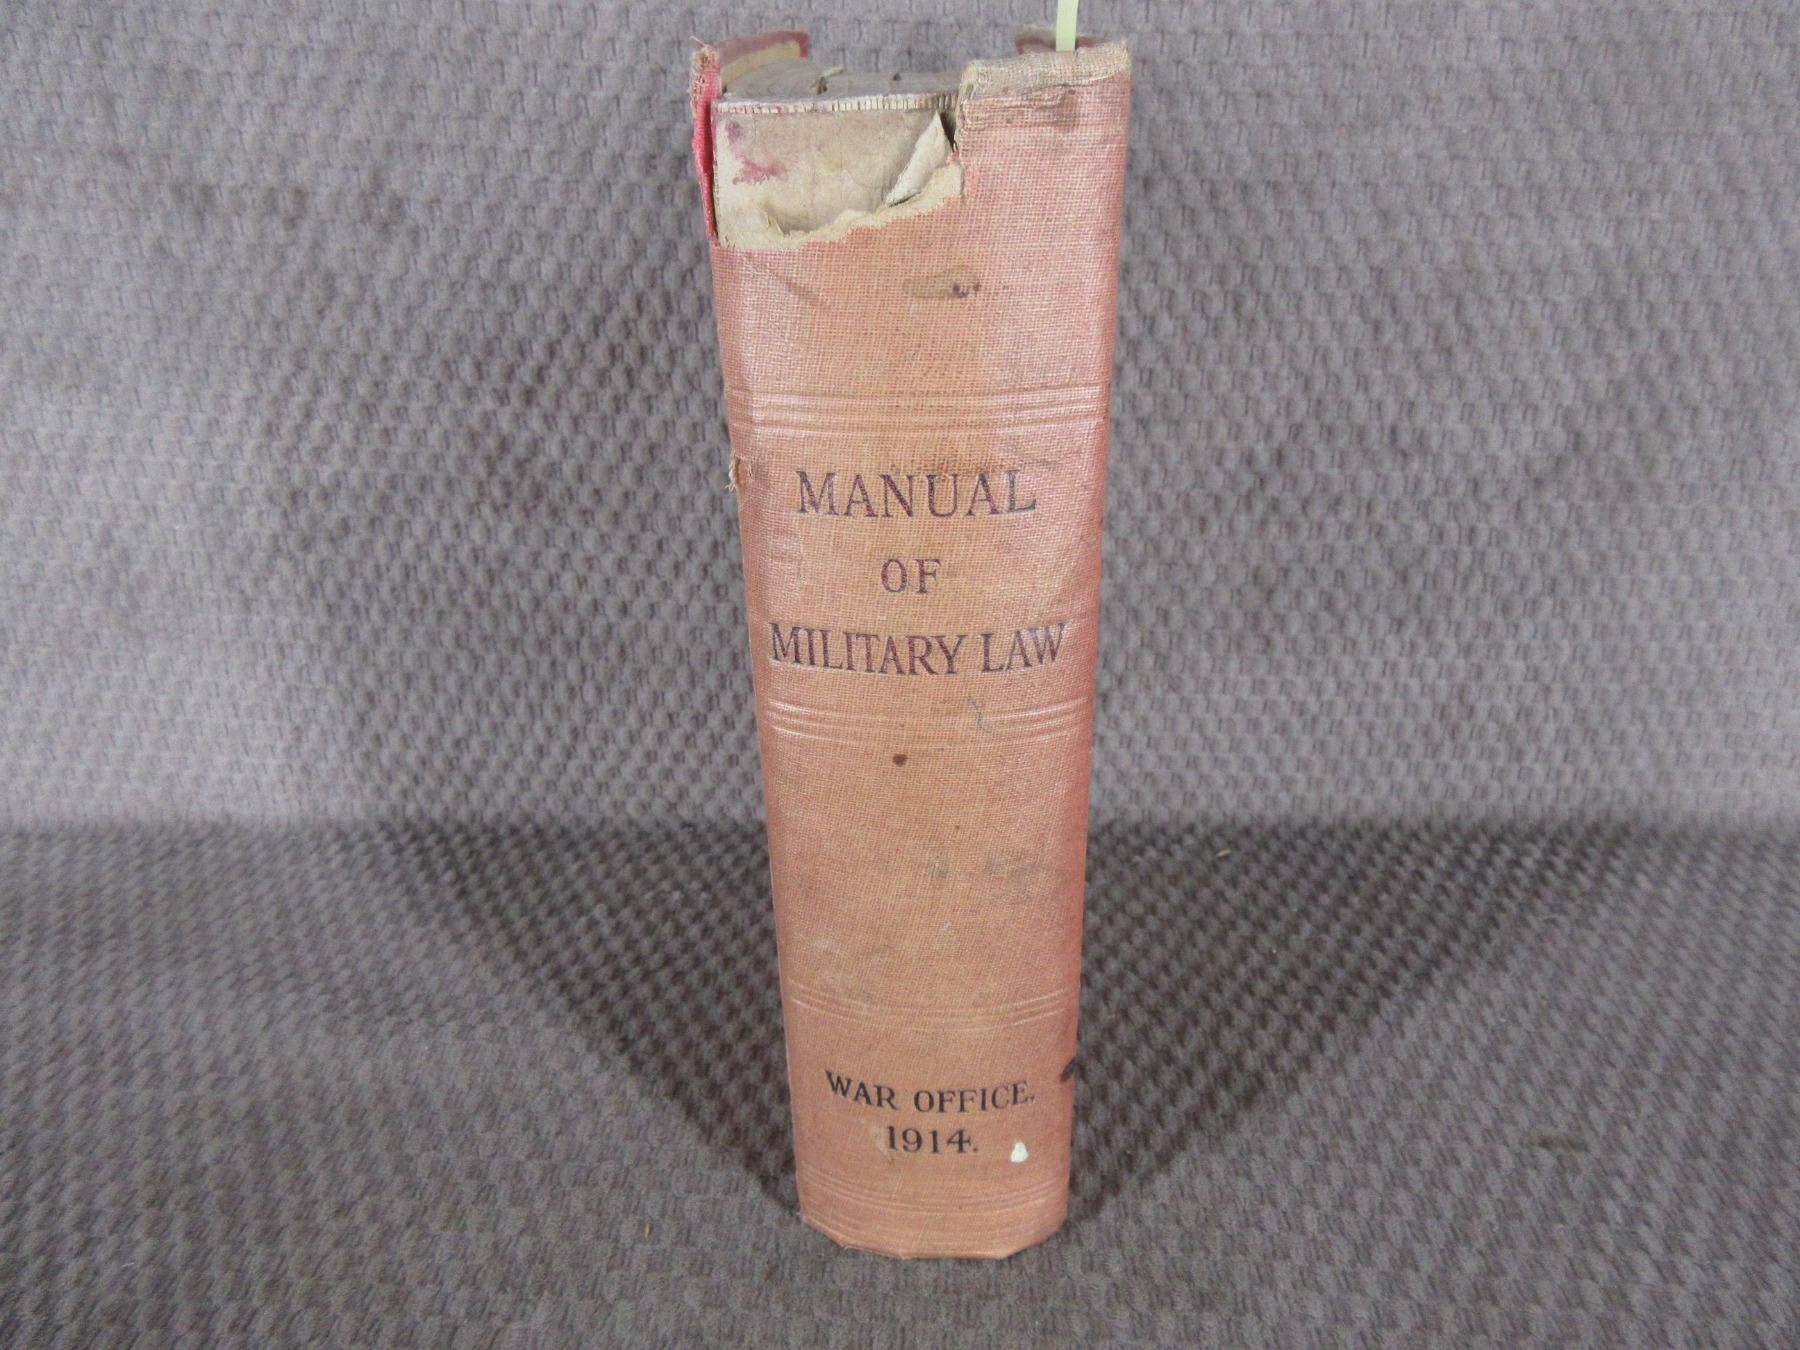 MANUAL
OF
MILITARY LAW
WAR OFFICE,
1914.